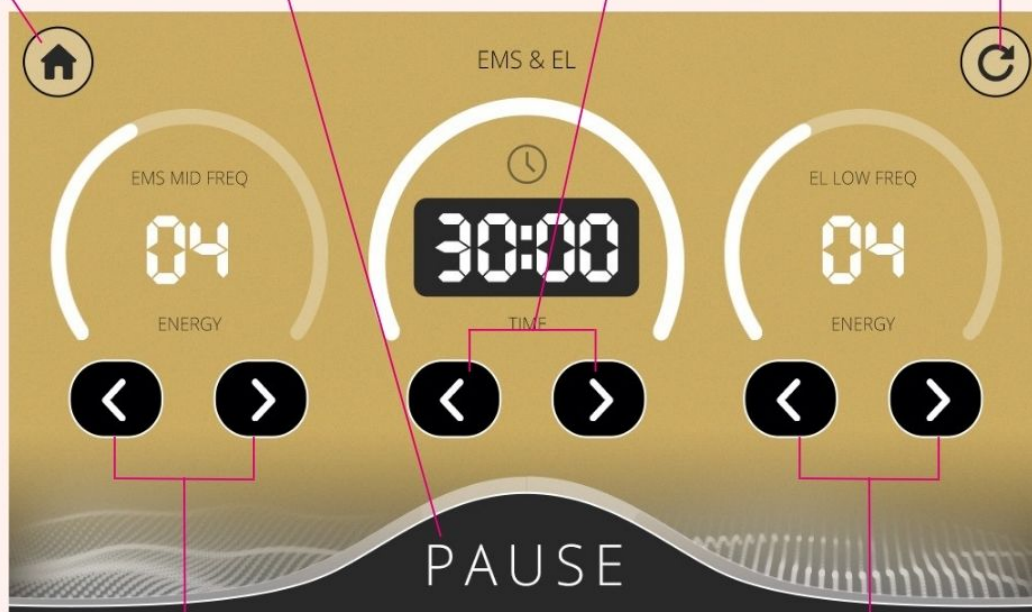 EMS & EL
EMS MID FREQ
04
ENERGY
30:00
TIME
EL LOW FREQ
04
ENERGY
PAUSE